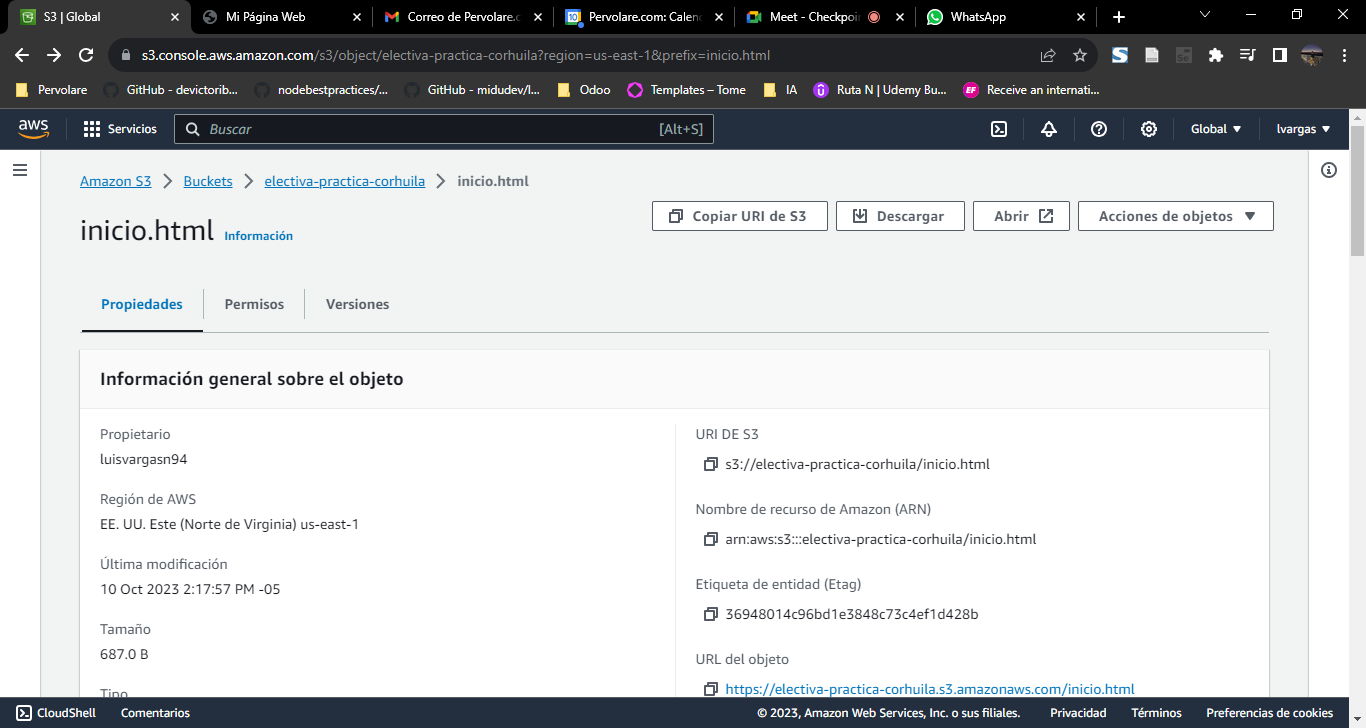 S3 | Global
Mi Página Web
Correo de Pervolare.c
10 Pervolare.com: Calend
Meet - Checkpoin
WhatsApp
s3.console.aws.amazon.com/s3/object/electiva-practica-corhuila?region=us-east-1&prefix=inicio.html
Pervolare GitHub - devictorib... nodebestpractices/... GitHub - midudev/l... Odoo Templates – Tome IA Ruta N | Udemy Bu... EF Receive an internati...
aws Servicios Buscar [Alt+S] Global lvargas
Amazon S3 Buckets electiva-practica-corhuila inicio.html
inicio.html Información
Copiar URI de S3 Descargar Abrir Acciones de objetos
Propiedades Permisos Versiones
Información general sobre el objeto
Propietario
luisvargasn94
Región de AWS
EE. UU. Este (Norte de Virginia) us-east-1
Última modificación
10 Oct 2023 2:17:57 PM -05
Tamaño
687.0 B
Tipo
URI DE S3
s3://electiva-practica-corhuila/inicio.html
Nombre de recurso de Amazon (ARN)
arn:aws:s3:::electiva-practica-corhuila/inicio.html
Etiqueta de entidad (Etag)
36948014c96bd1e3848c73c4ef1d428b
URL del objeto
https://electiva-practica-corhuila.s3.amazonaws.com/inicio.html
CloudShell Comentarios © 2023, Amazon Web Services, Inc. o sus filiales. Privacidad Términos Preferencias de cookies